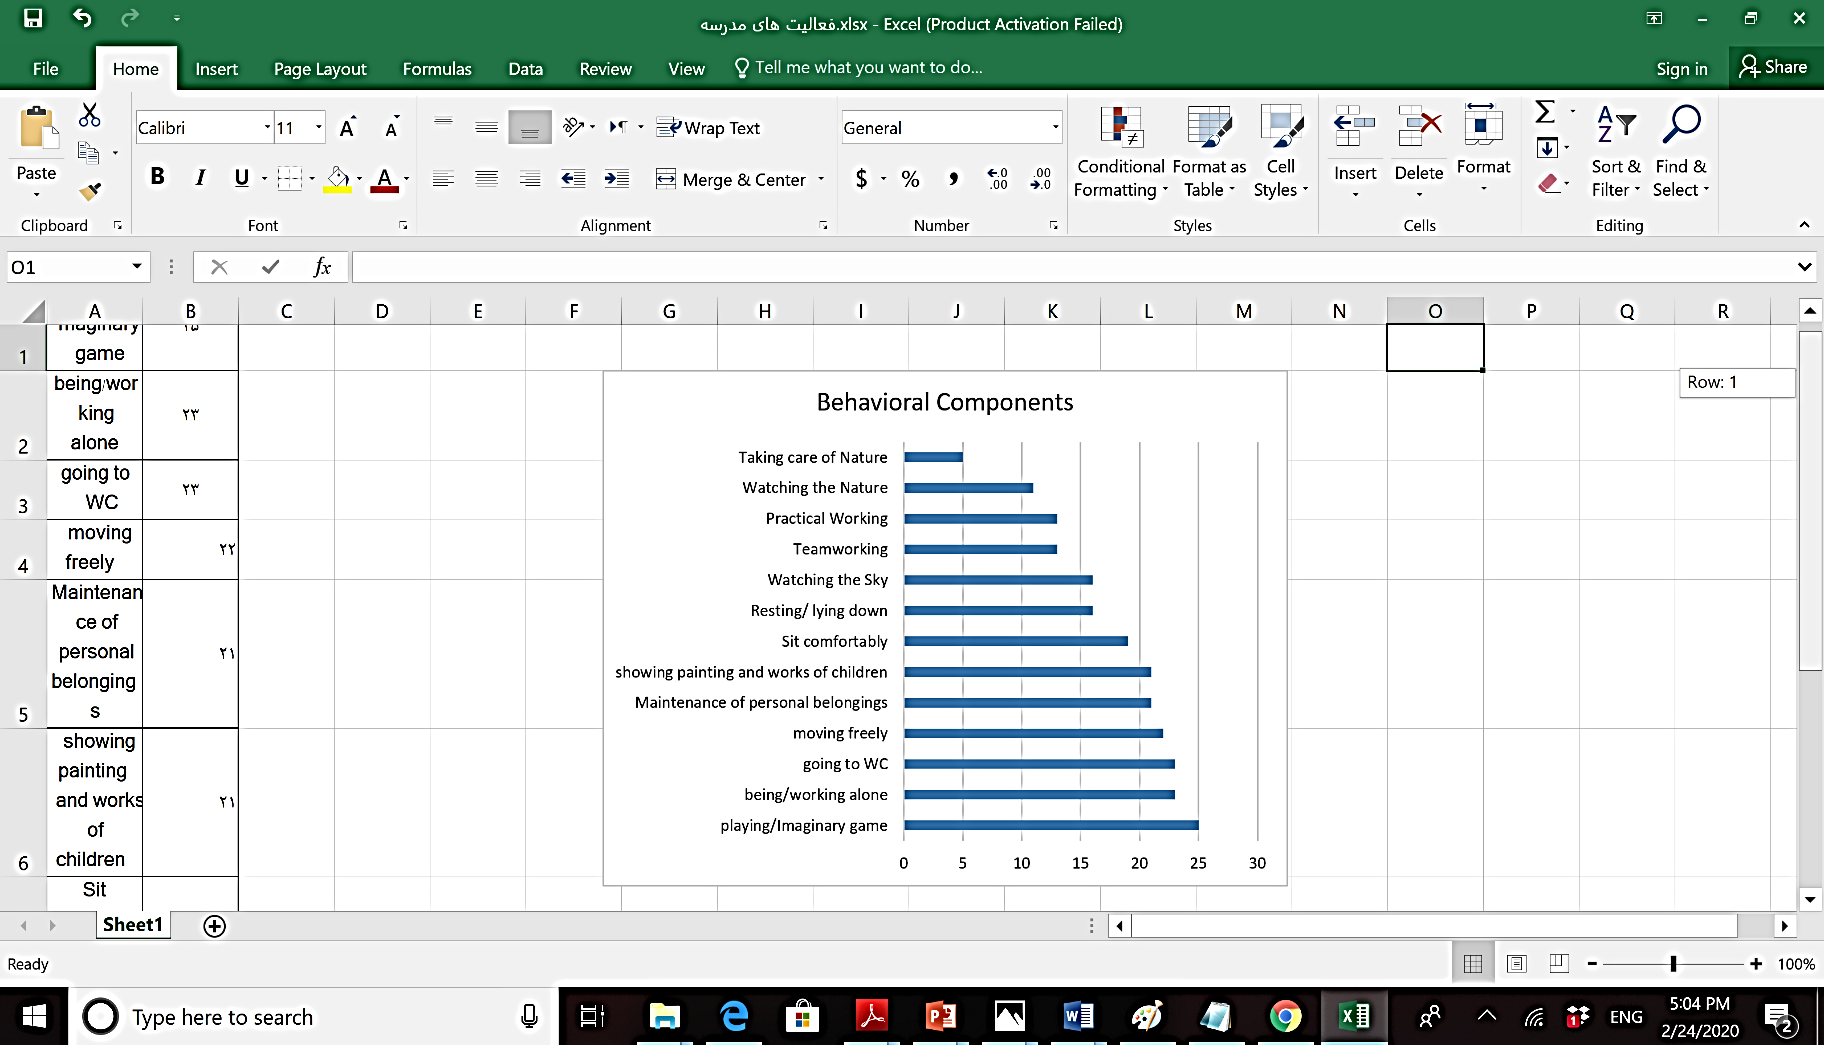 فعالیت های مدرسه.xlsx - Excel (Product Activation Failed)
File Home Insert Page Layout Formulas Data Review View Tell me what you want to do... Sign in Share
Calibri 11 Wrap Text General
Paste B I U Merge & Center $ % Conditional Formatting Format as Table Cell Styles Insert Delete Format Sort & Filter Find & Select
Clipboard Font Alignment Number Styles Cells Editing
O1 fx
A B C D E F G H I J K L M N O P Q R
1 imaginary
game ۲۵
Row: 1
2 being/wor
king
alone ۲۳
3 going to
WC ۲۳
4 moving
freely ۲۲
5 Maintenan
ce of
personal
belonging
s ۲۱
6 showing
painting
and works
of
children ۲۱
Sit
Behavioral Components
Taking care of Nature
Watching the Nature
Practical Working
Teamworking
Watching the Sky
Resting/ lying down
Sit comfortably
showing painting and works of children
Maintenance of personal belongings
moving freely
going to WC
being/working alone
playing/Imaginary game
0 5 10 15 20 25 30
Sheet1
Ready 100%
Type here to search ENG 5:04 PM
2/24/2020 2